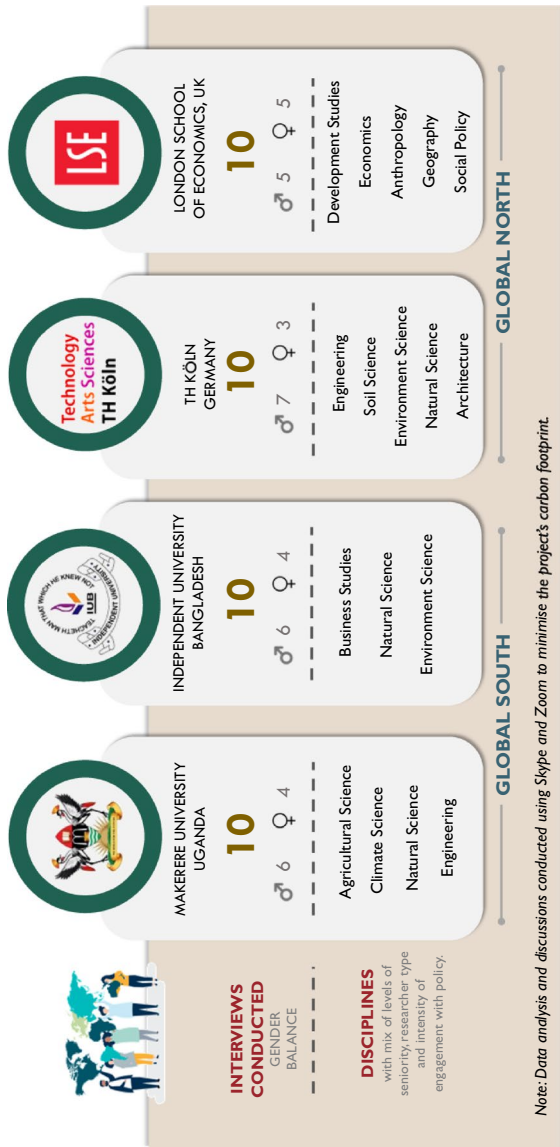 INTERVIEWS
CONDUCTED
GENDER
BALANCE
DISCIPLINES
with mix of levels of
seniority, researcher type
and intensity of
engagement with policy.
MAKERERE UNIVERSITY
UGANDA
10
♂ 6 ♀ 4
Agricultural Science
Climate Science
Natural Science
Engineering
TEACHETH MAN THAT WHICH HE KNEW NOT
IUB
INDEPENDENT UNIVERSITY
INDEPENDENT UNIVERSITY
BANGLADESH
10
♂ 6 ♀ 4
Business Studies
Natural Science
Environment Science
GLOBAL SOUTH
Technology
Arts Sciences
TH Köln
TH KÖLN
GERMANY
10
♂ 7 ♀ 3
Engineering
Soil Science
Environment Science
Natural Science
Architecture
LSE
LONDON SCHOOL
OF ECONOMICS, UK
10
♂ 5 ♀ 5
Development Studies
Economics
Anthropology
Geography
Social Policy
GLOBAL NORTH
Note: Data analysis and discussions conducted using Skype and Zoom to minimise the project's carbon footprint.